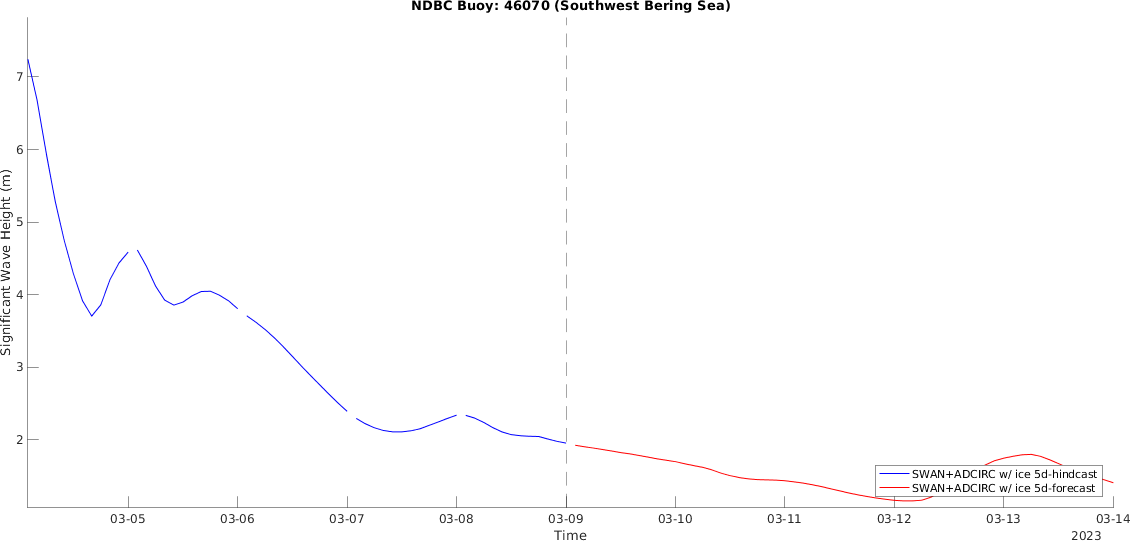 NDBC Buoy: 46070 (Southwest Bering Sea)
Significant Wave Height (m)
7
6
5
4
3
2
SWAN+ADCIRC w/ ice 5d-hindcast
SWAN+ADCIRC w/ ice 5d-forecast
03-05 03-06 03-07 03-08 03-09 03-10 03-11 03-12 03-13 03-14
Time
2023